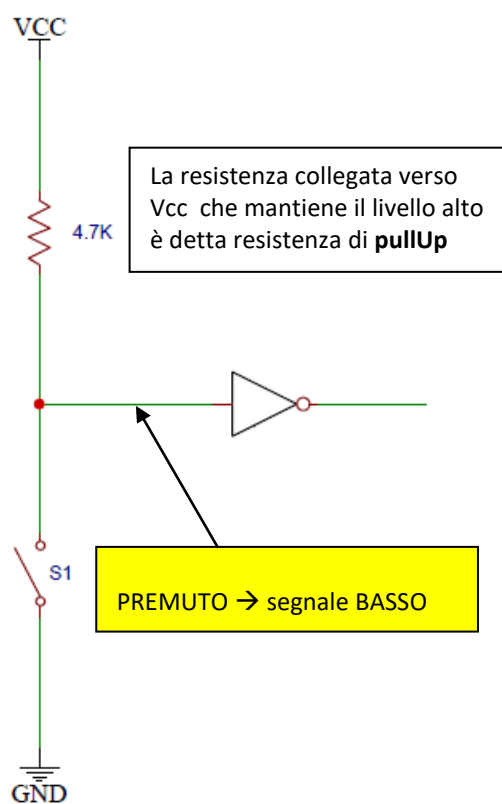 VCC
La resistenza collegata verso
Vcc che mantiene il livello alto
è detta resistenza di pullUp
4.7K
S1
PREMUTO → segnale BASSO
GND